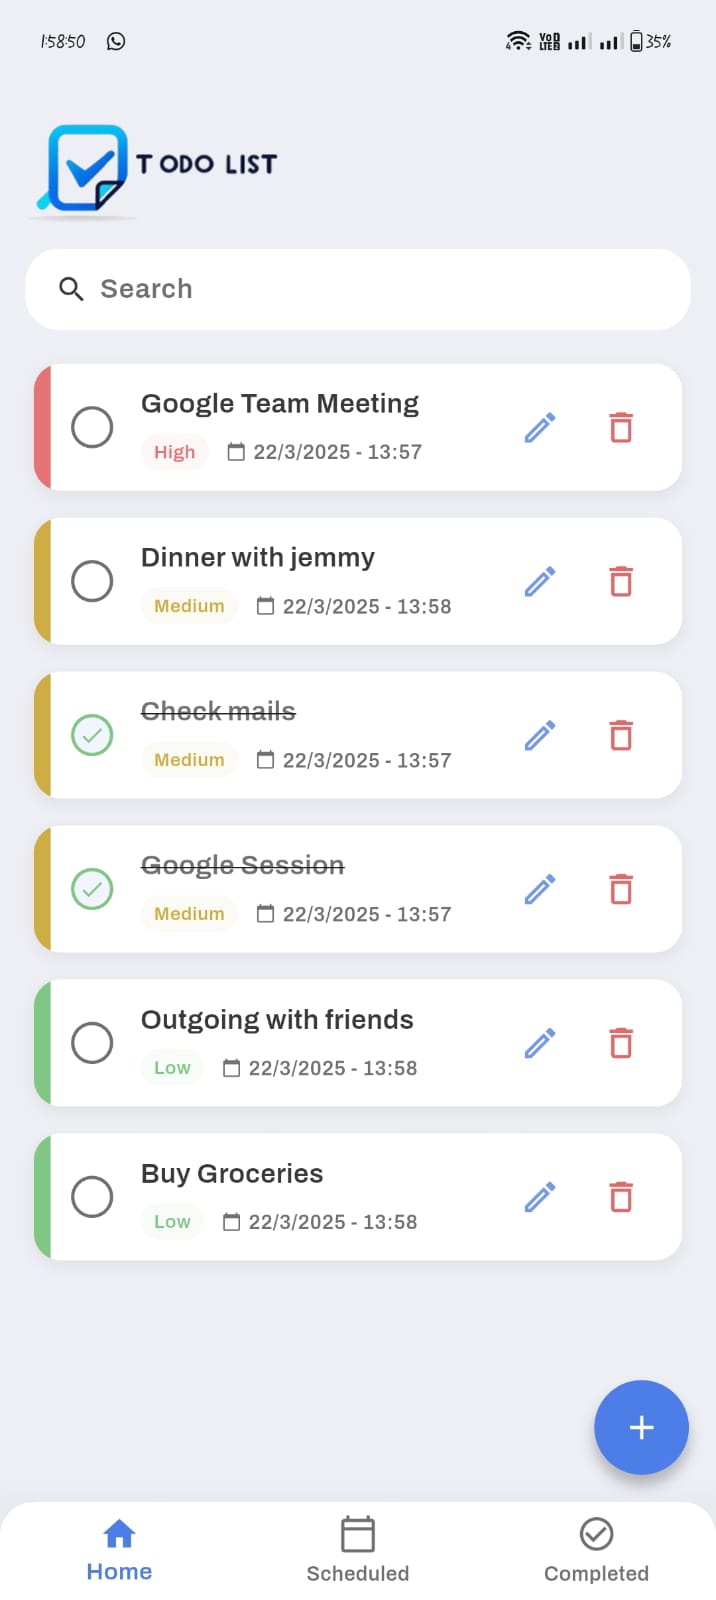 1:58:50 35%
TODO LIST
Search
Google Team Meeting
High 22/3/2025 - 13:57
Dinner with jemmy
Medium 22/3/2025 - 13:58
Check mails
Medium 22/3/2025 - 13:57
Google Session
Medium 22/3/2025 - 13:57
Outgoing with friends
Low 22/3/2025 - 13:58
Buy Groceries
Low 22/3/2025 - 13:58
Home Scheduled Completed